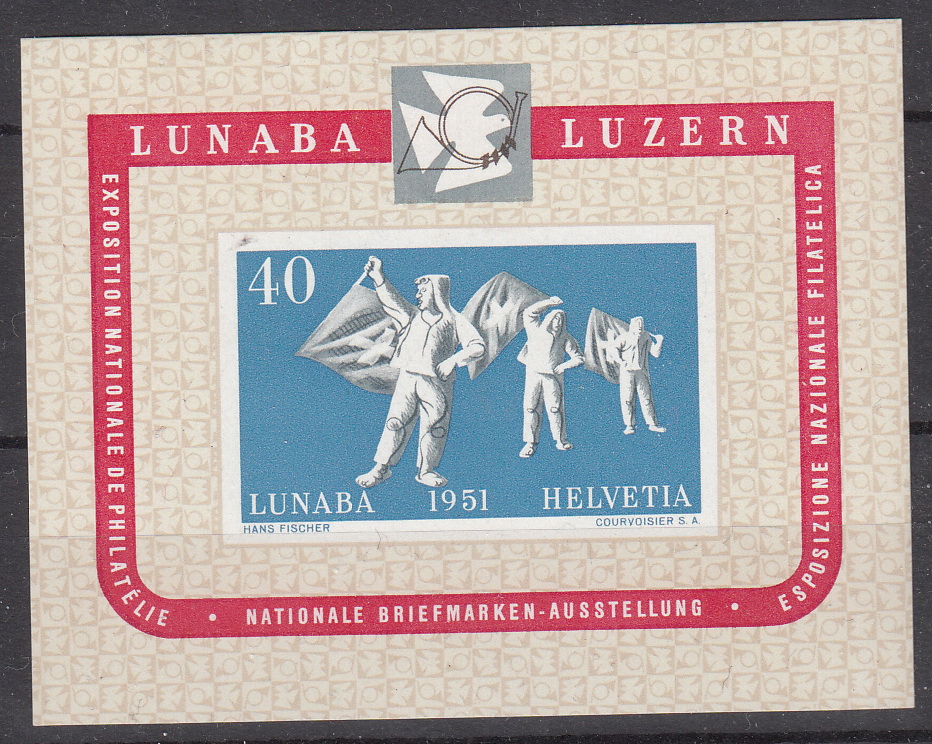 LUNABA LUZERN
EXPOSITION NATIONALE DE PHILATÉLIE
40
LUNABA 1951 HELVETIA
HANS FISCHER COURVOISIER S. A.
• NATIONALE BRIEFMARKEN-AUSSTELLUNG •
ESPOSIZIONE NAZIONALE FILATELICA